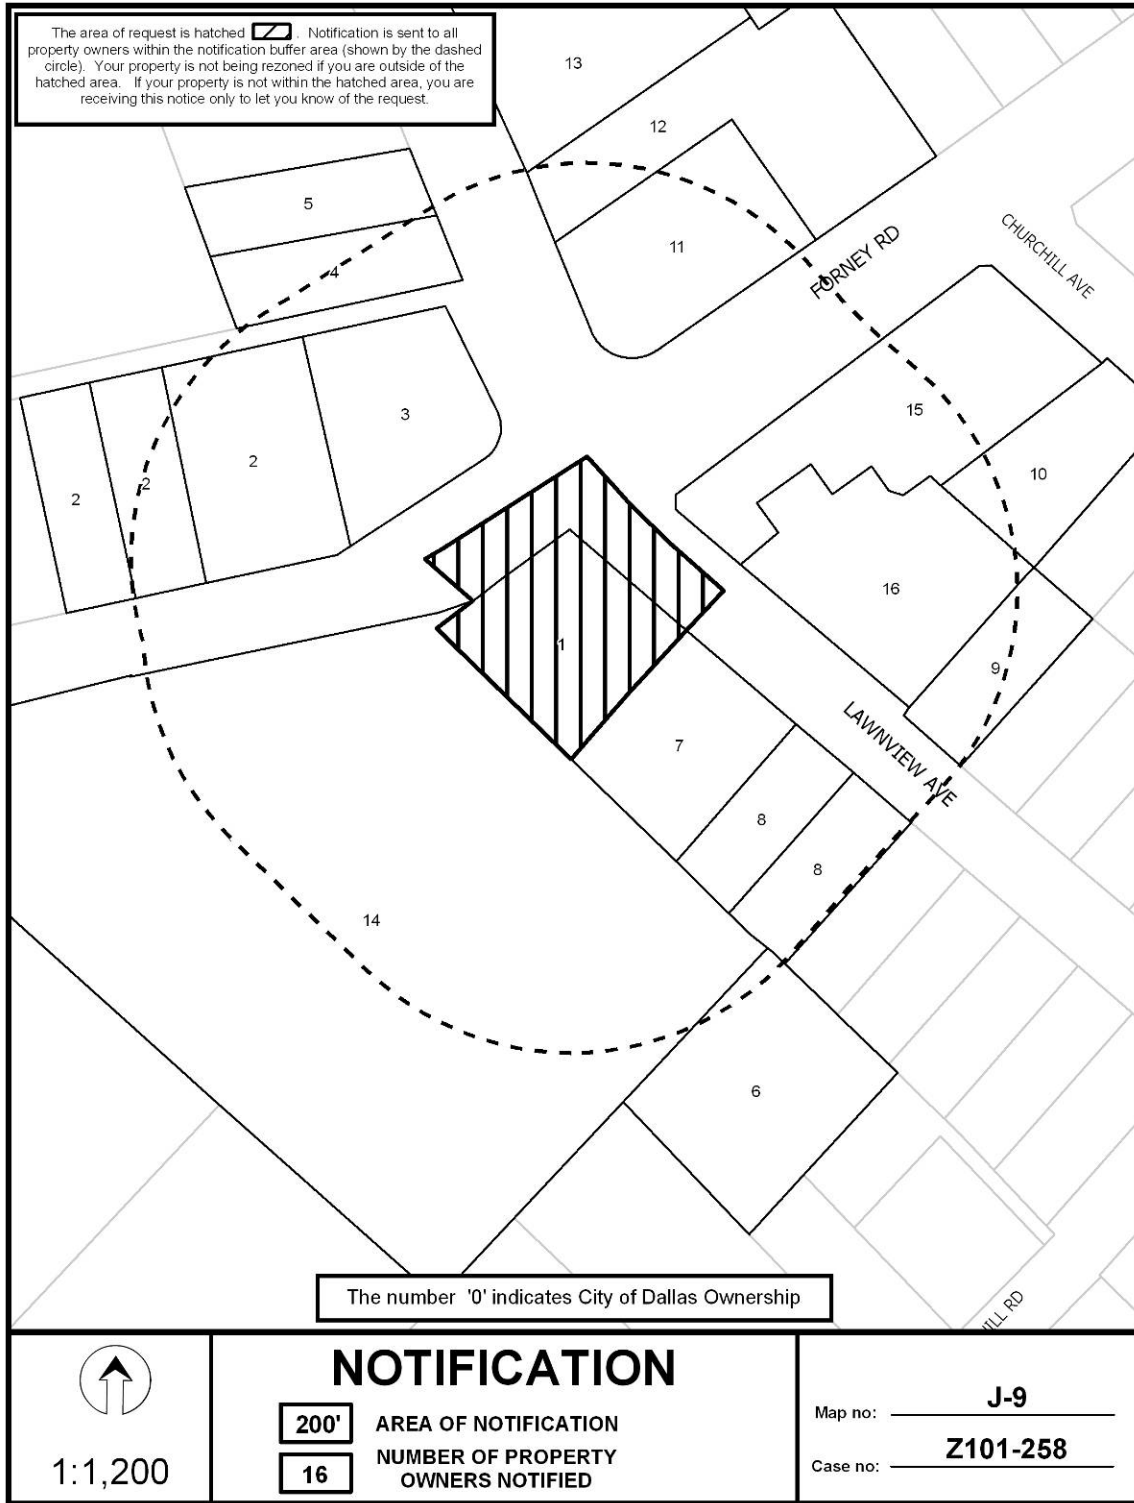 The area of request is hatched . Notification is sent to all
property owners within the notification buffer area (shown by the dashed
circle). Your property is not being rezoned if you are outside of the
hatched area. If your property is not within the hatched area, you are
receiving this notice only to let you know of the request.
13
12
5
11
4
FORNEY RD
CHURCHILL AVE
3
15
2
2
2
10
16
1
9
7
LAWNVIEW AVE
8
8
14
6
The number '0' indicates City of Dallas Ownership
HILL RD
1:1,200
NOTIFICATION
200' AREA OF NOTIFICATION
16 NUMBER OF PROPERTY
OWNERS NOTIFIED
Map no: J-9
Case no: Z101-258